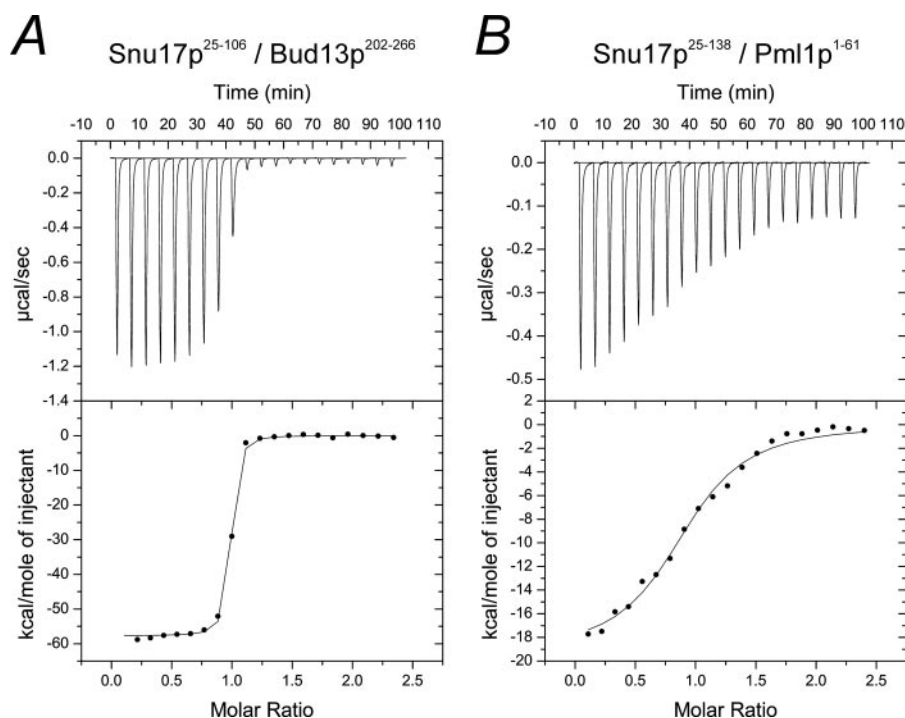 A
Snu17p25-106 / Bud13p202-266
Time (min)
-10 0 10 20 30 40 50 60 70 80 90 100 110
0.0
-0.2
-0.4
-0.6
-0.8
-1.0
-1.2
-1.4
µcal/sec
0
-10
-20
-30
-40
-50
-60
kcal/mole of injectant
0.0 0.5 1.0 1.5 2.0 2.5
Molar Ratio
B
Snu17p25-138 / Pml1p1-61
Time (min)
-10 0 10 20 30 40 50 60 70 80 90 100 110
0.0
-0.1
-0.2
-0.3
-0.4
-0.5
µcal/sec
2
0
-2
-4
-6
-8
-10
-12
-14
-16
-18
-20
kcal/mole of injectant
0.0 0.5 1.0 1.5 2.0 2.5
Molar Ratio